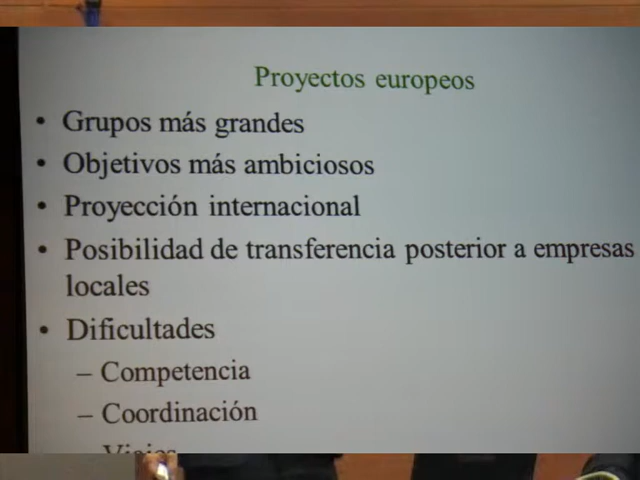 Proyectos europeos
• Grupos más grandes
• Objetivos más ambiciosos
• Proyección internacional
• Posibilidad de transferencia posterior a empresas
locales
• Dificultades
– Competencia
– Coordinación